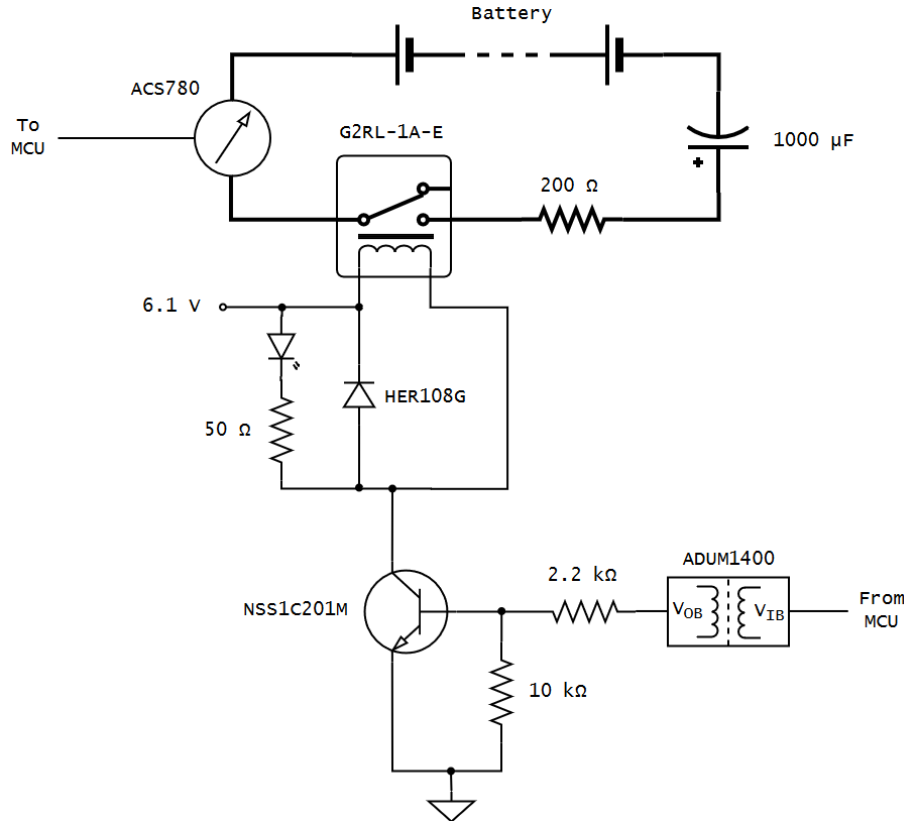 Battery
ACS780
To
MCU
G2RL-1A-E
1000 µF
+
200 Ω
6.1 V
HER108G
50 Ω
ADUM1400
2.2 kΩ
NSS1C201M
VOB
VIB
From
MCU
10 kΩ